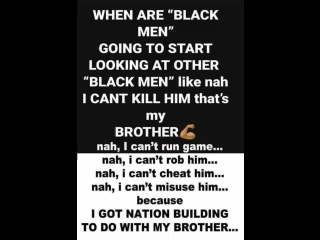 WHEN ARE “BLACK
MEN”
GOING TO START
LOOKING AT OTHER
“BLACK MEN” like nah
I CANT KILL HIM that’s
my
BROTHER💪🏾
nah, I can’t run game...
nah, i can’t rob him...
nah, i can’t cheat him...
nah, i can’t misuse him...
because
I GOT NATION BUILDING
TO DO WITH MY BROTHER...